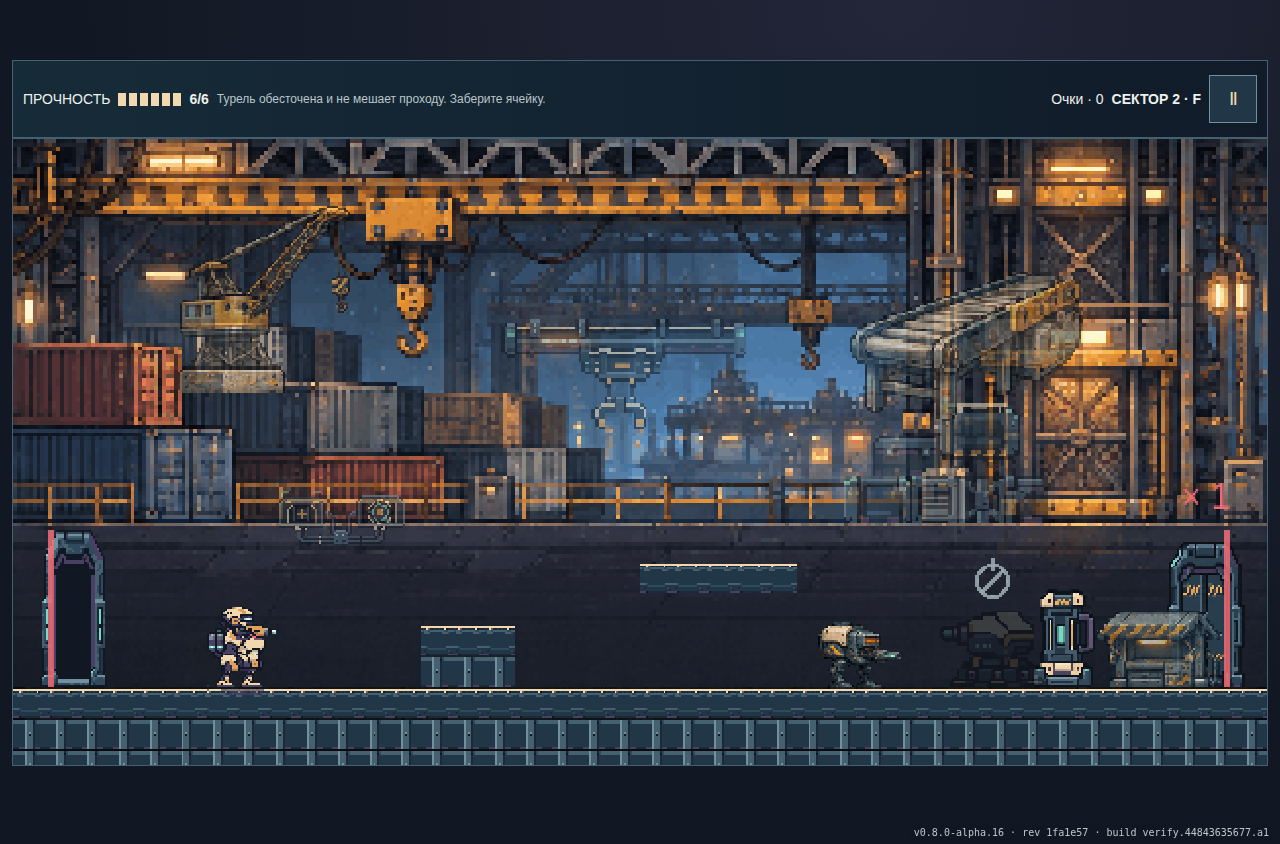 ПРОЧНОСТЬ 6/6 Турель обесточена и не мешает проходу. Заберите ячейку. Очки · 0 СЕКТОР 2 · F II
× 1
v0.8.0-alpha.16 · rev 1fa1e57 · build verify.44843635677.a1